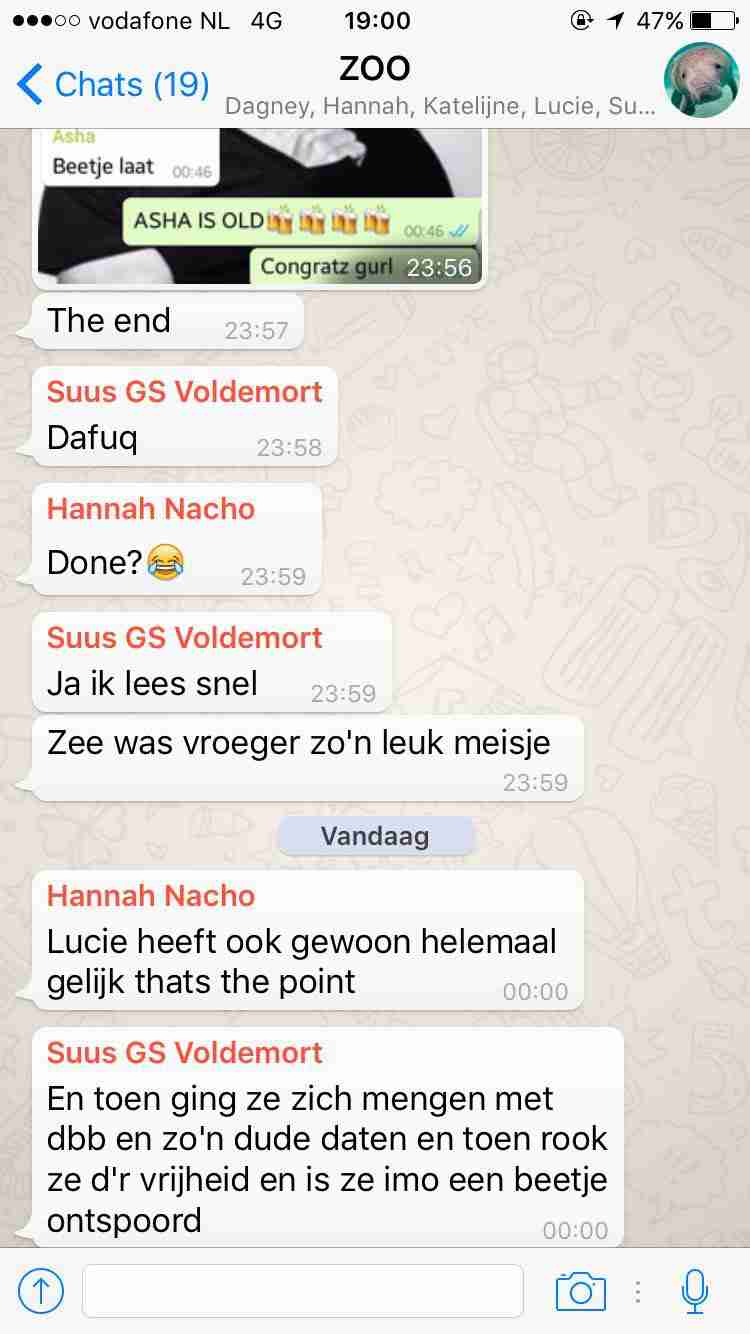 vodafone NL 4G 19:00 47%
Chats (19) ZOO
Dagney, Hannah, Katelijne, Lucie, Su...
Asha
Beetje laat 00:46
ASHA IS OLD🍻🍻🍻🍻 00:46
Congratz gurl 23:56
The end 23:57
Suus GS Voldemort
Dafuq 23:58
Hannah Nacho
Done?😂 23:59
Suus GS Voldemort
Ja ik lees snel 23:59
Zee was vroeger zo'n leuk meisje
23:59
Vandaag
Hannah Nacho
Lucie heeft ook gewoon helemaal
gelijk thats the point 00:00
Suus GS Voldemort
En toen ging ze zich mengen met
dbb en zo'n dude daten en toen rook
ze d'r vrijheid en is ze imo een beetje
ontspoord 00:00